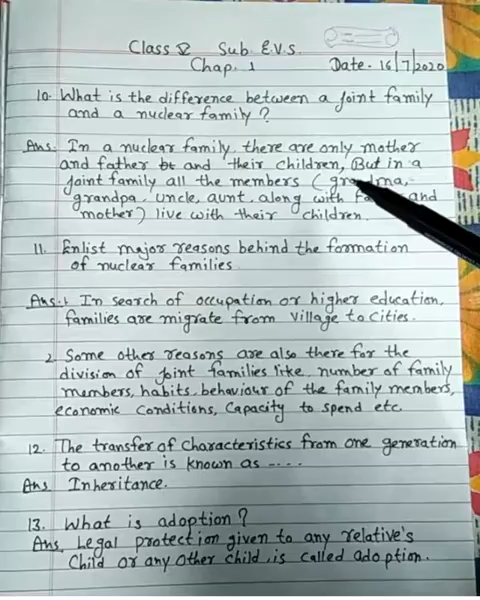 Class V Sub E.V.S.
Chap. 1 Date. 16/7/2020
10. What is the difference between a joint family
and a nuclear family?
Ans. In a nuclear family, there are only mother
and father and their children, But in a
joint family all the members (grandma,
grandpa, uncle, aunt along with and
mother) live with their children.
11. Enlist major reasons behind the formation
of nuclear families
Ans. 1. In search of occupation or higher education,
families are migrate from village to cities.
2 Some other reasons are also there for the
division of joint families like, number of family
members, habits, behaviour of the family members,
economic conditions, Capacity to spend etc.
12. The transfer of characteristics from one generation
to another is known as ....
Ans Inheritance.
13. What is adoption?
Ans. Legal protection given to any relative's
Child or any other child, is called adoption.